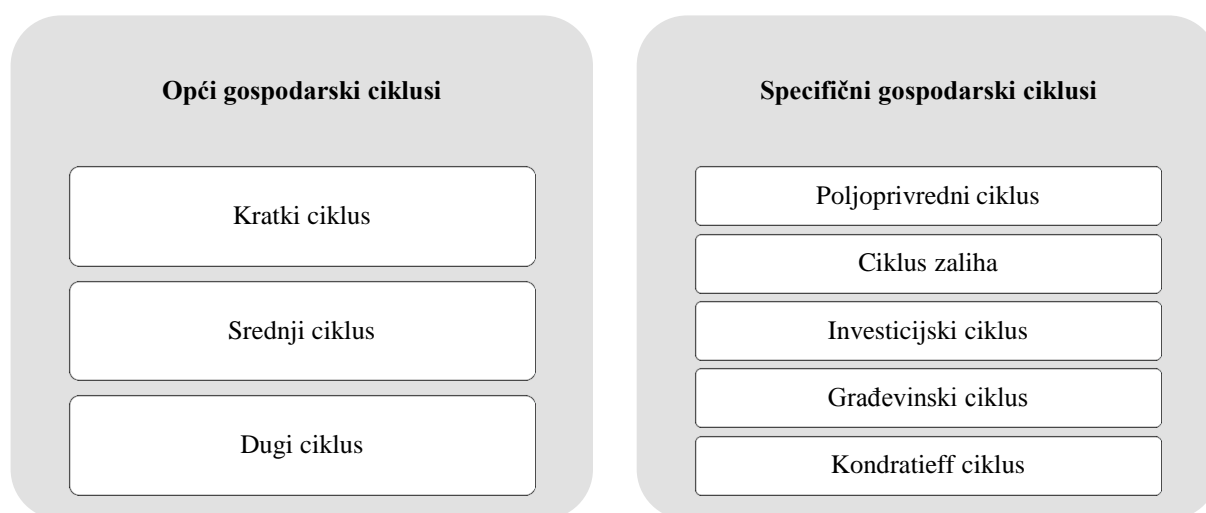 Opći gospodarski ciklusi
Kratki ciklus
Srednji ciklus
Dugi ciklus
Specifični gospodarski ciklusi
Poljoprivredni ciklus
Ciklus zaliha
Investicijski ciklus
Građevinski ciklus
Kondratieff ciklus